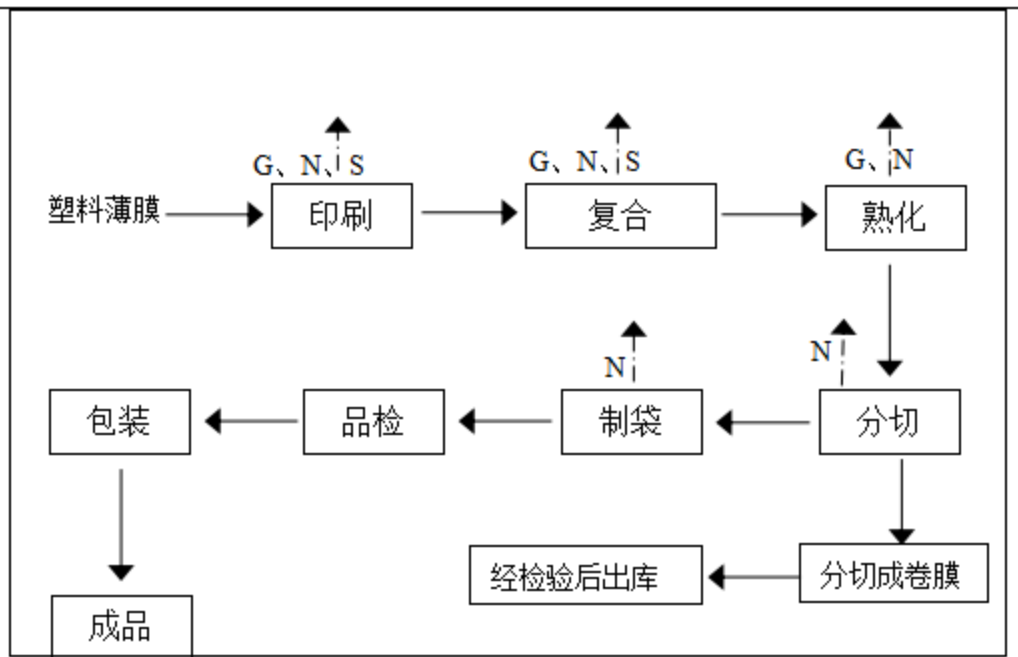 G、N、S
G、N、S
G、N
塑料薄膜
印刷
复合
熟化
N
N
包装
品检
制袋
分切
经检验后出库
分切成卷膜
成品